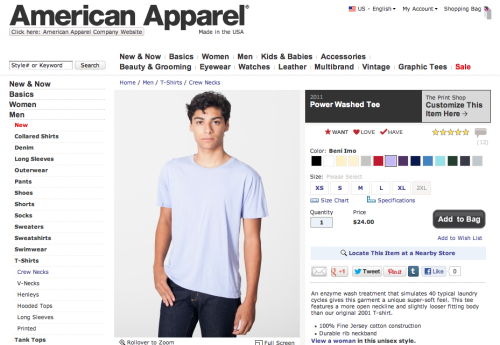 American Apparel®
Click here: American Apparel Company Website
Made in the USA
US - English
My Account
Shopping Bag
Style# or Keyword
Search
New & Now Basics Women Men Kids & Babies Accessories
Beauty & Grooming Eyewear Watches Leather Multibrand Vintage Graphic Tees Sale
New & Now
Basics
Women
Men
New
Collared Shirts
Denim
Long Sleeves
Outerwear
Pants
Shoes
Shorts
Socks
Sweaters
Sweatshirts
Swimwear
T-Shirts
Crew Necks
V-Necks
Henleys
Hooded Tops
Long Sleeves
Printed
Tank Tops
Home / Men / T-Shirts / Crew Necks
Rollover to Zoom
Full Screen
2011
Power Washed Tee
The Print Shop
Customize This
Item Here →
WANT LOVE HAVE
(12)
Color: Beni Imo
Size: Please Select
XS S M L XL 2XL
Size Chart
Specifications
Quantity
Price
1
$24.00
Add to Bag
Add to Wish List
Locate This Item at a Nearby Store
+1
Tweet
Pin it
t
Like
An enzyme wash treatment that simulates 40 typical laundry
cycles gives this garment a unique super-soft feel. This tee
features a more open neckline and slightly looser fitting body
than our original 2001 T-shirt.
• 100% Fine Jersey cotton construction
• Durable rib neckband
View a woman in this unisex style.